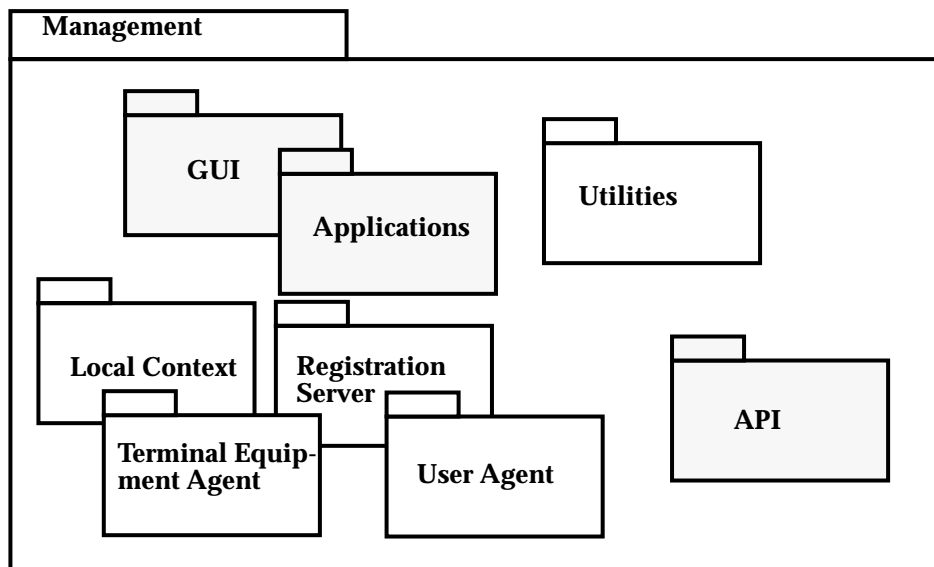 Management
GUI
Applications
Utilities
Local Context
Registration
Server
Terminal Equip-
ment Agent
User Agent
API